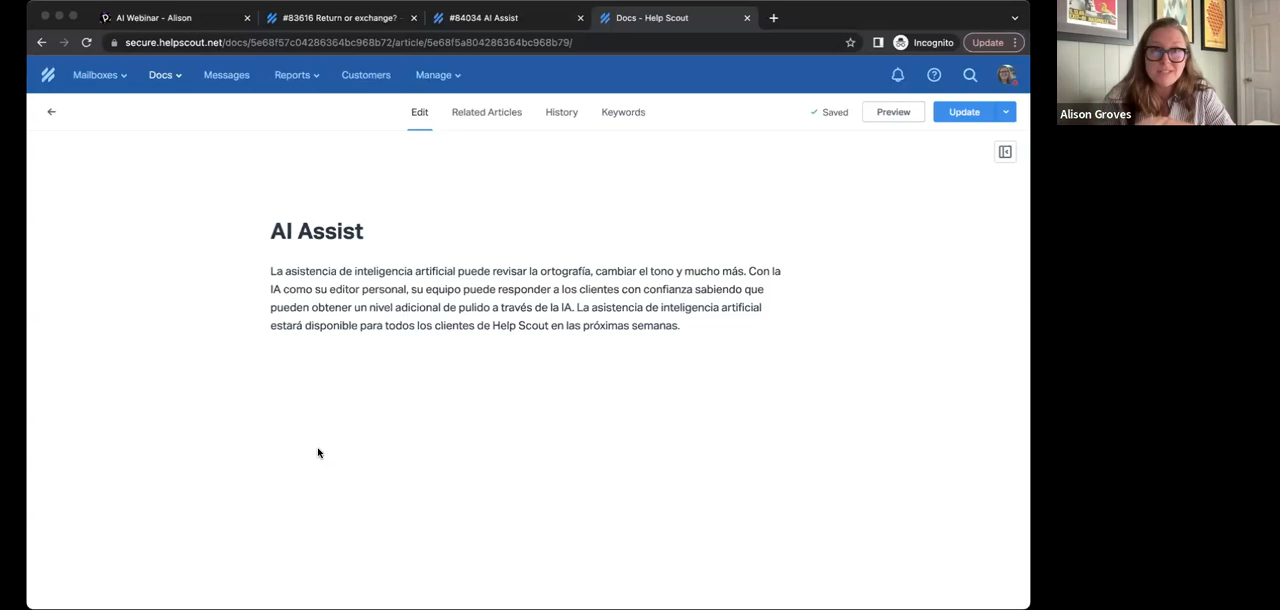 AI Webinar - Alison
#83616 Return or exchange?
#84034 AI Assist
Docs - Help Scout
secure.helpscout.net/docs/5e68f57c04286364bc968b72/article/5e68f5a804286364bc968b79/
Incognito
Update
Mailboxes
Docs
Messages
Reports
Customers
Manage
Edit
Related Articles
History
Keywords
Saved
Preview
Update
Alison Groves
AI Assist
La asistencia de inteligencia artificial puede revisar la ortografía, cambiar el tono y mucho más. Con la
IA como su editor personal, su equipo puede responder a los clientes con confianza sabiendo que
pueden obtener un nivel adicional de pulido a través de la IA. La asistencia de inteligencia artificial
estará disponible para todos los clientes de Help Scout en las próximas semanas.